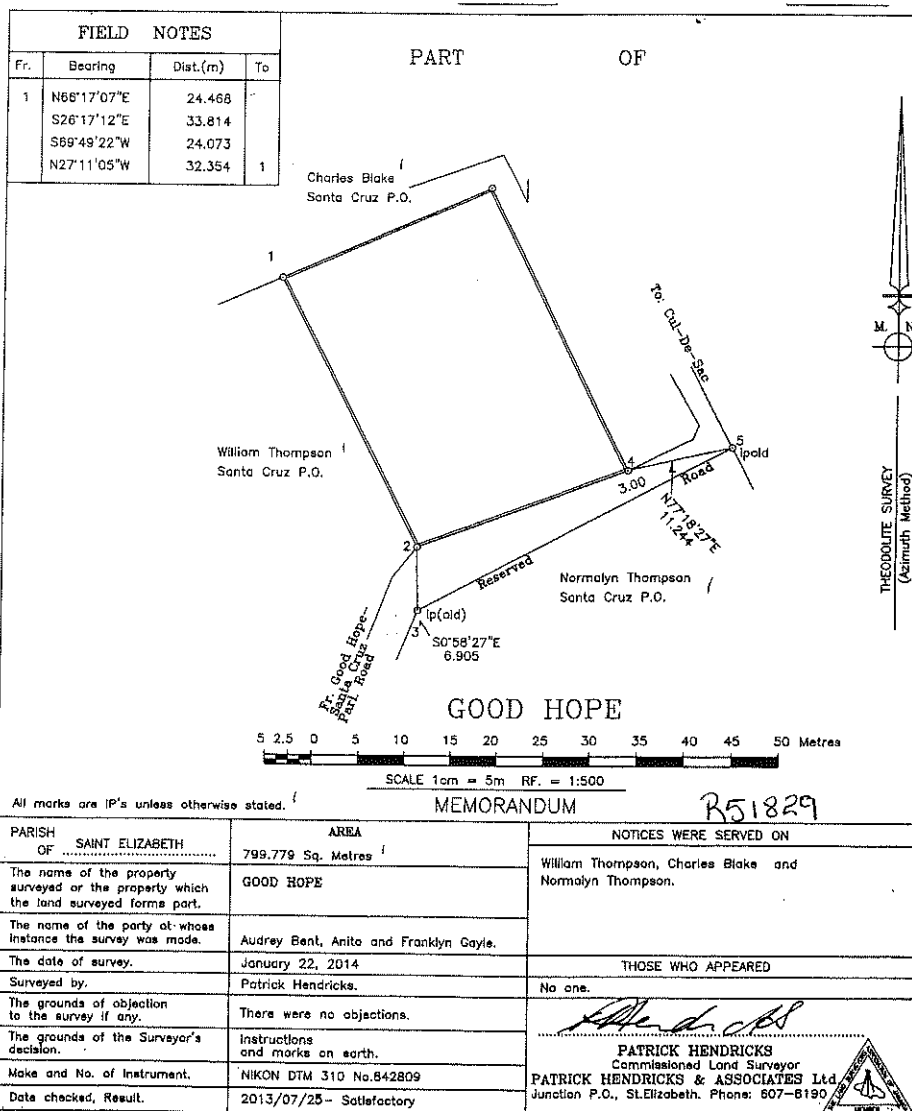 FIELD NOTES
Fr. Bearing Dist.(m) To
1 N66°17'07"E 24.468
S26°17'12"E 33.814
S69°49'22"W 24.073
N27°11'05"W 32.354 1
PART OF
Charles Blake
Santa Cruz P.O.
1
To: Cul-De-Sac
M. N
William Thompson
Santa Cruz P.O.
5
ip old
4
3.00
Road
N77°18'27"E
11.244
THEODOLITE SURVEY
(Azimuth Method)
2
Reserved
Normalyn Thompson
Santa Cruz P.O.
ip(old)
3
S0°58'27"E
6.905
Fr. Good Hope-
Santa Cruz
Parl. Road
GOOD HOPE
5 2.5 0 5 10 15 20 25 30 35 40 45 50 Metres
SCALE 1cm = 5m RF. = 1:500
All marks are IP's unless otherwise stated.
MEMORANDUM
R51829
PARISH
OF SAINT ELIZABETH
AREA
799.779 Sq. Metres
The name of the property
surveyed or the property which
the land surveyed forms part.
GOOD HOPE
The name of the party at whose
instance the survey was made.
Audrey Bent, Anita and Franklyn Gayle.
The date of survey.
January 22, 2014
Surveyed by.
Patrick Hendricks.
The grounds of objection
to the survey if any.
There were no objections.
The grounds of the Surveyor's
decision.
Instructions
and marks on earth.
Make and No. of Instrument.
NIKON DTM 310 No.842809
Date checked, Result.
2013/07/25- Satisfactory
NOTICES WERE SERVED ON
William Thompson, Charles Blake and
Normalyn Thompson.
THOSE WHO APPEARED
No one.
PHendricks
PATRICK HENDRICKS
Commissioned Land Surveyor
PATRICK HENDRICKS & ASSOCIATES Ltd.
Junction P.O., St.Elizabeth. Phone: 607-6190
MEMBER